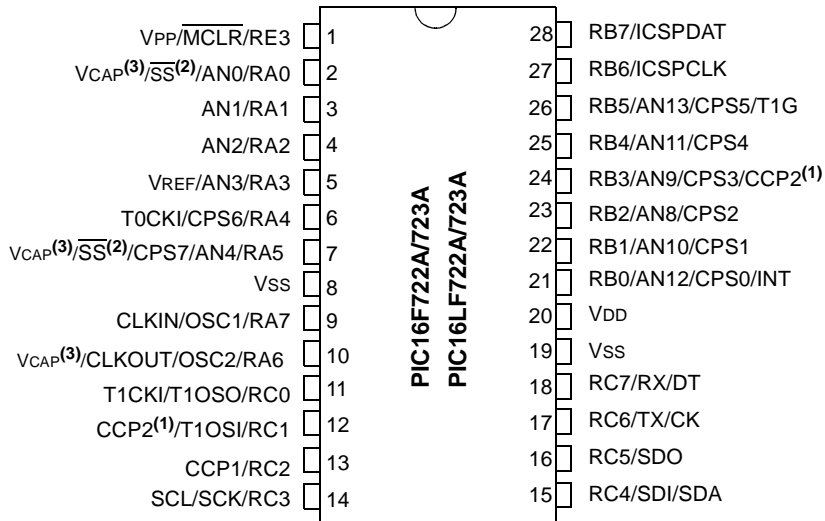 VPP/MCLR/RE3 1
VCAP(3)/SS(2)/AN0/RA0 2
AN1/RA1 3
AN2/RA2 4
VREF/AN3/RA3 5
T0CKI/CPS6/RA4 6
VCAP(3)/SS(2)/CPS7/AN4/RA5 7
VSS 8
CLKIN/OSC1/RA7 9
VCAP(3)/CLKOUT/OSC2/RA6 10
T1CKI/T1OSO/RC0 11
CCP2(1)/T1OSI/RC1 12
CCP1/RC2 13
SCL/SCK/RC3 14
PIC16F722A/723A
PIC16LF722A/723A
28 RB7/ICSPDAT
27 RB6/ICSPCLK
26 RB5/AN13/CPS5/T1G
25 RB4/AN11/CPS4
24 RB3/AN9/CPS3/CCP2(1)
23 RB2/AN8/CPS2
22 RB1/AN10/CPS1
21 RB0/AN12/CPS0/INT
20 VDD
19 VSS
18 RC7/RX/DT
17 RC6/TX/CK
16 RC5/SDO
15 RC4/SDI/SDA